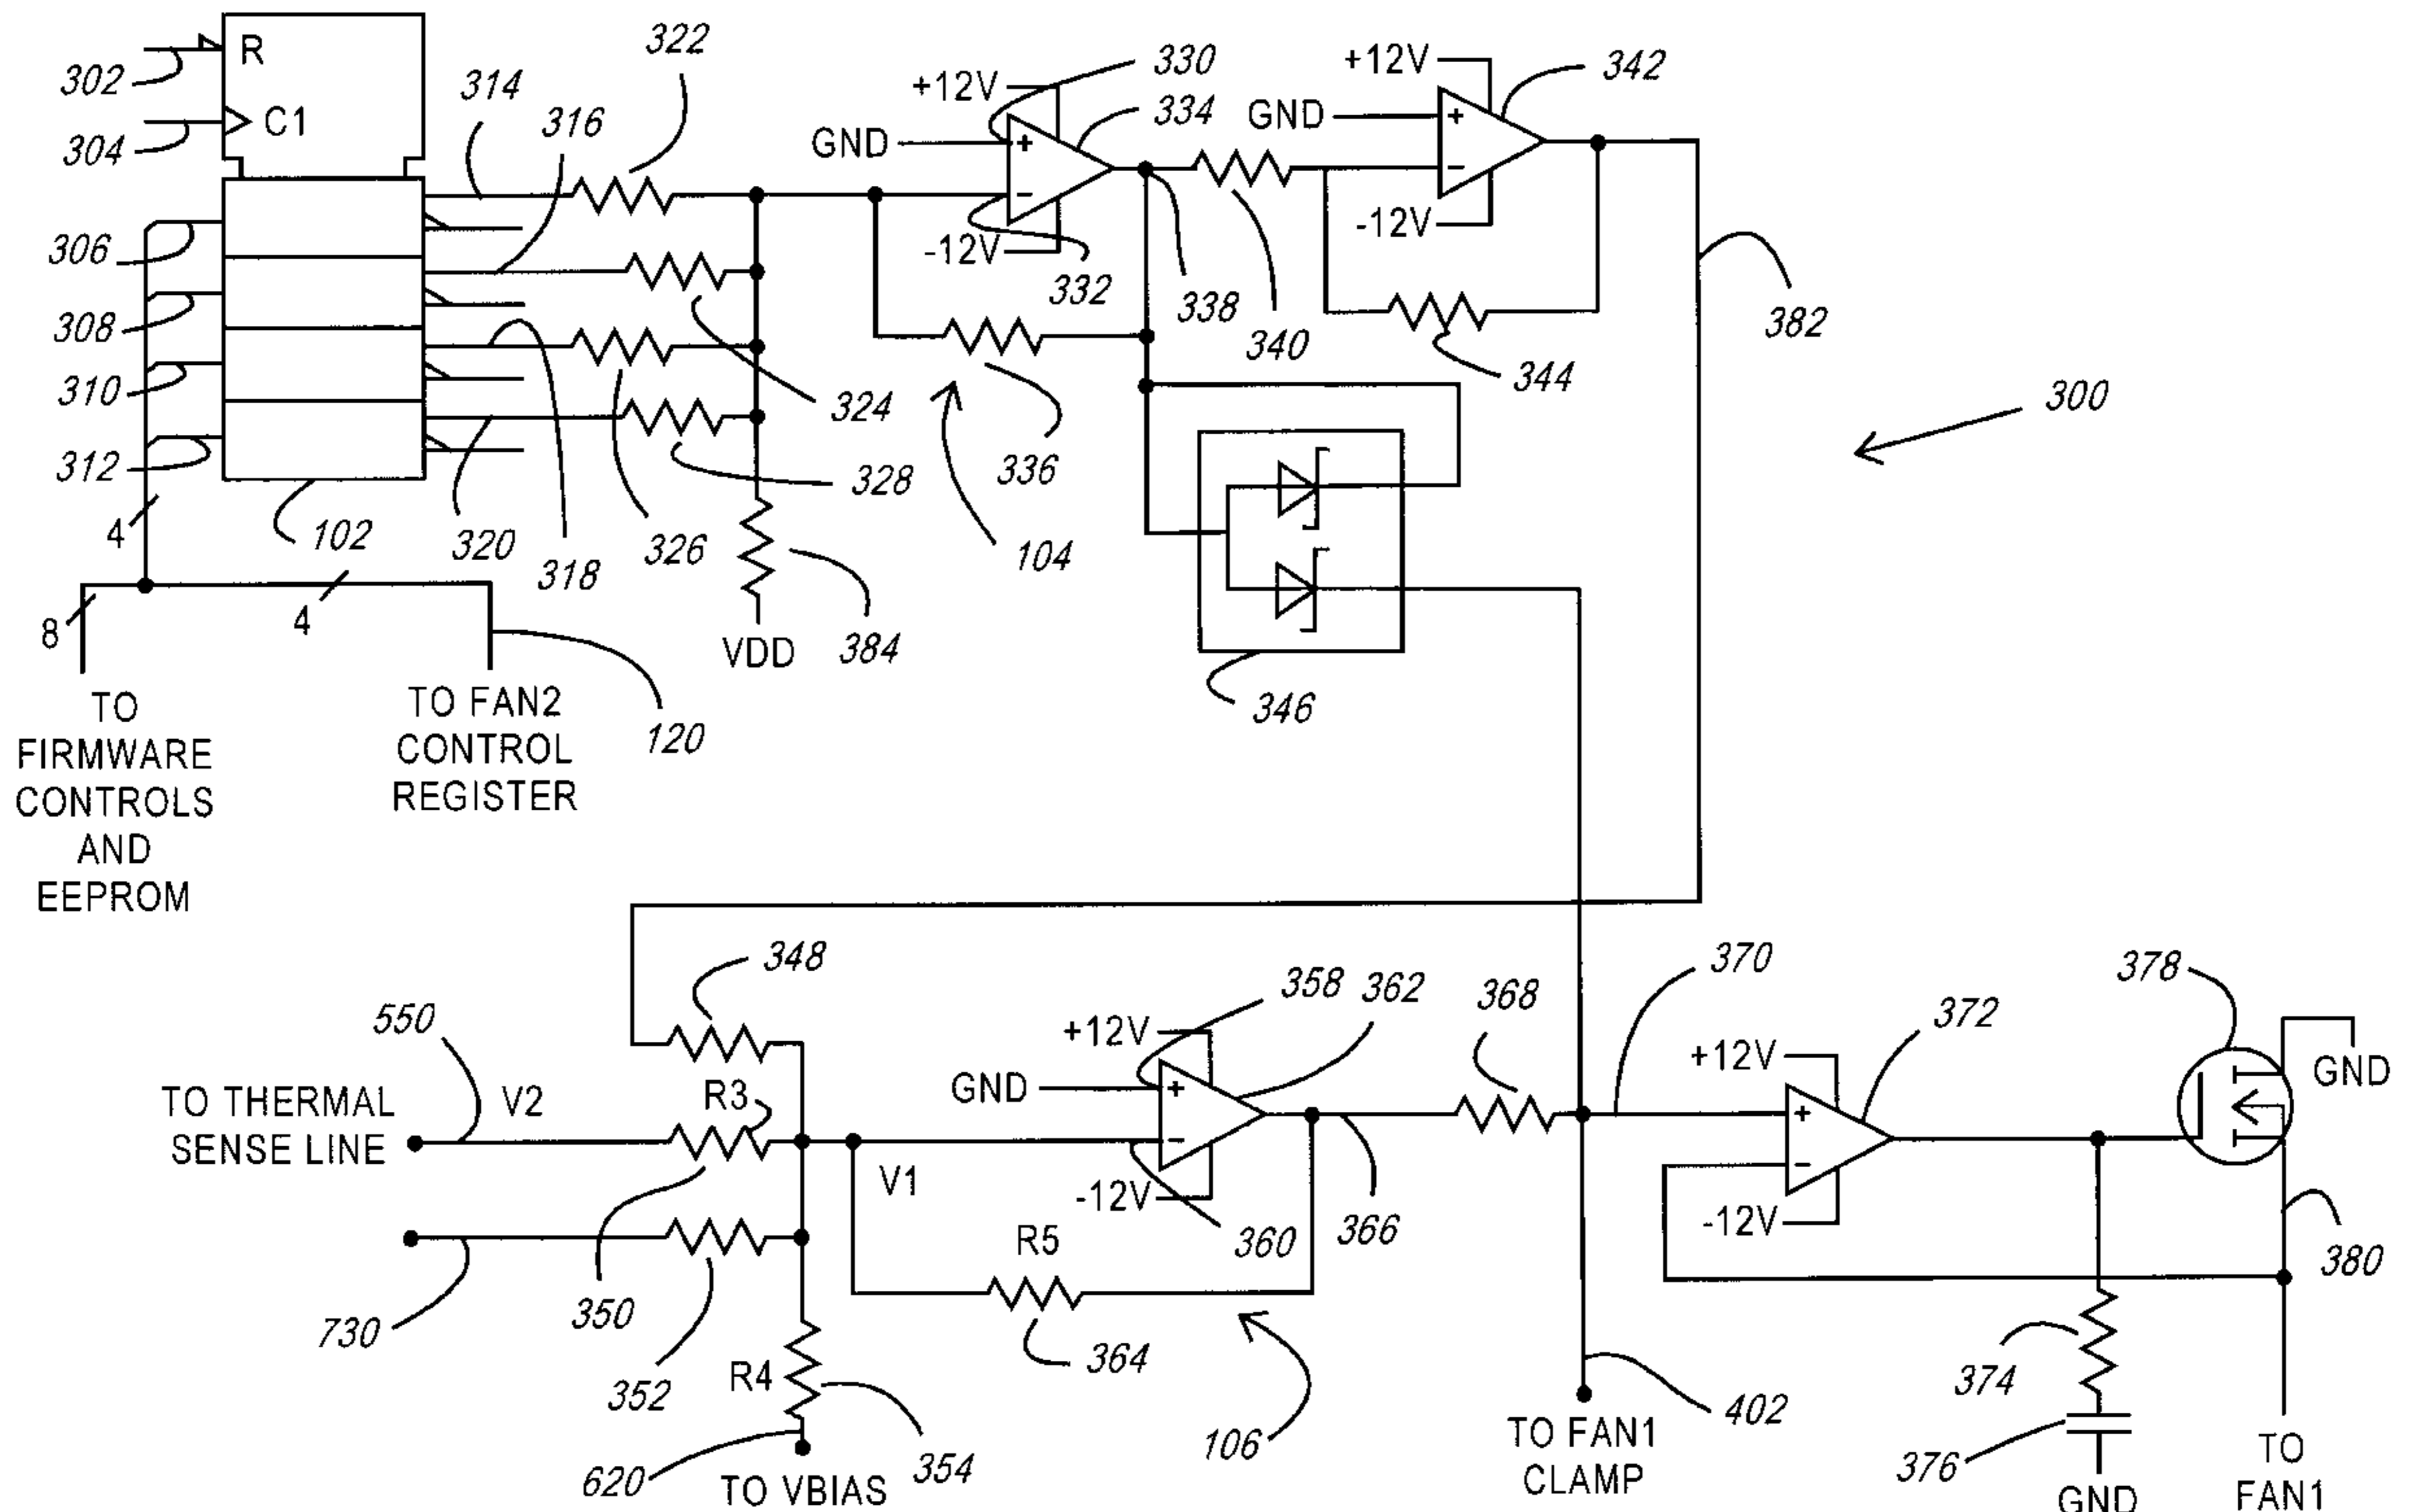 R
302
C1
304
322
314
316
330
+12V
334
GND
+
-
-12V
332
+12V
342
GND
+
-
-12V
306
308
310
312
4
102
320
318
326
324
328
336
104
338
340
344
382
300
8
4
384
VDD
346
TO
FIRMWARE
CONTROLS
AND
EEPROM
TO FAN2
CONTROL
REGISTER
120
348
550
V2
R3
TO THERMAL
SENSE LINE
358
362
+12V
GND
+
-
-12V
V1
360
366
368
370
372
+12V
+
-
-12V
378
GND
380
R5
350
730
352
364
R4
106
402
374
620
354
TO VBIAS
TO FAN1
CLAMP
376
GND
TO
FAN1